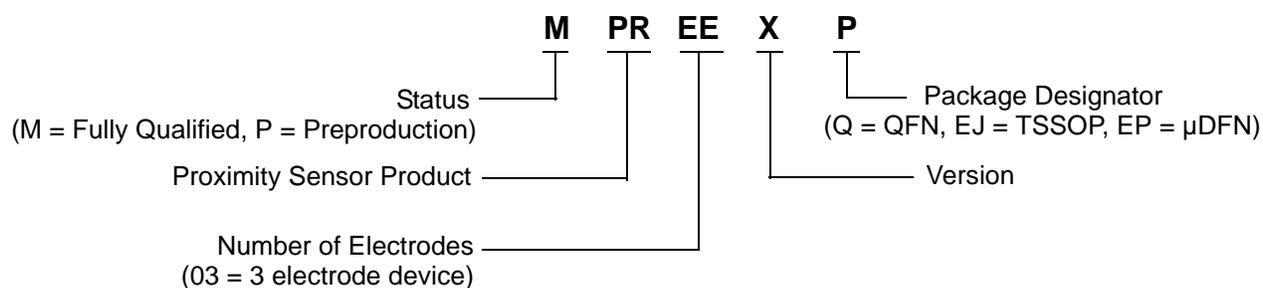 M PR EE X P
Status
(M = Fully Qualified, P = Preproduction)
Package Designator
(Q = QFN, EJ = TSSOP, EP = µDFN)
Proximity Sensor Product
Version
Number of Electrodes
(03 = 3 electrode device)